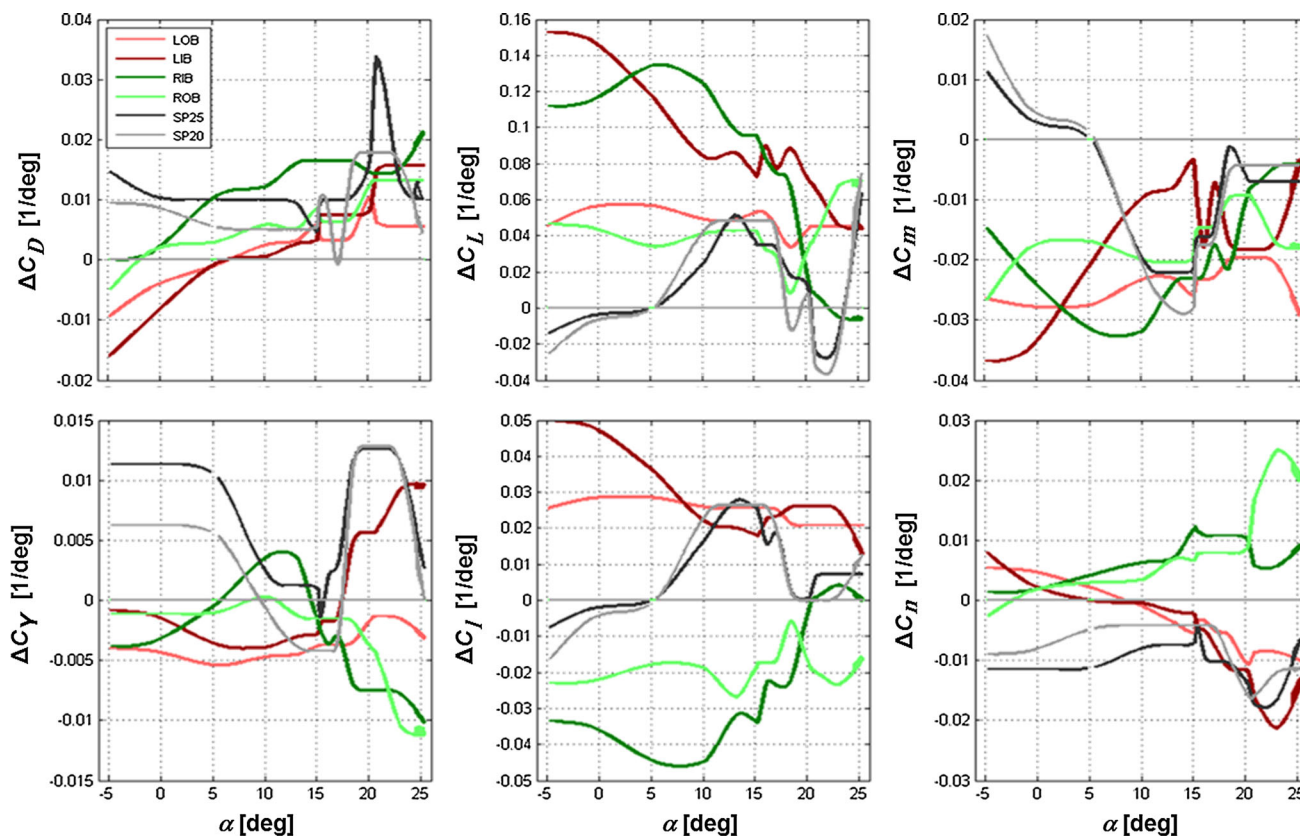 0.04
0.03
0.02
0.01
0
-0.01
-0.02
ΔC_D [1/deg]
LOB
LIB
RIB
ROB
SP25
SP20
0.16
0.14
0.12
0.1
0.08
0.06
0.04
0.02
0
-0.02
-0.04
ΔC_L [1/deg]
0.02
0.01
0
-0.01
-0.02
-0.03
-0.04
ΔC_m [1/deg]
0.015
0.01
0.005
0
-0.005
-0.01
-0.015
ΔC_Y [1/deg]
-5 0 5 10 15 20 25
α [deg]
0.05
0.04
0.03
0.02
0.01
0
-0.01
-0.02
-0.03
-0.04
-0.05
ΔC_l [1/deg]
-5 0 5 10 15 20 25
α [deg]
0.03
0.02
0.01
0
-0.01
-0.02
-0.03
ΔC_n [1/deg]
-5 0 5 10 15 20 25
α [deg]